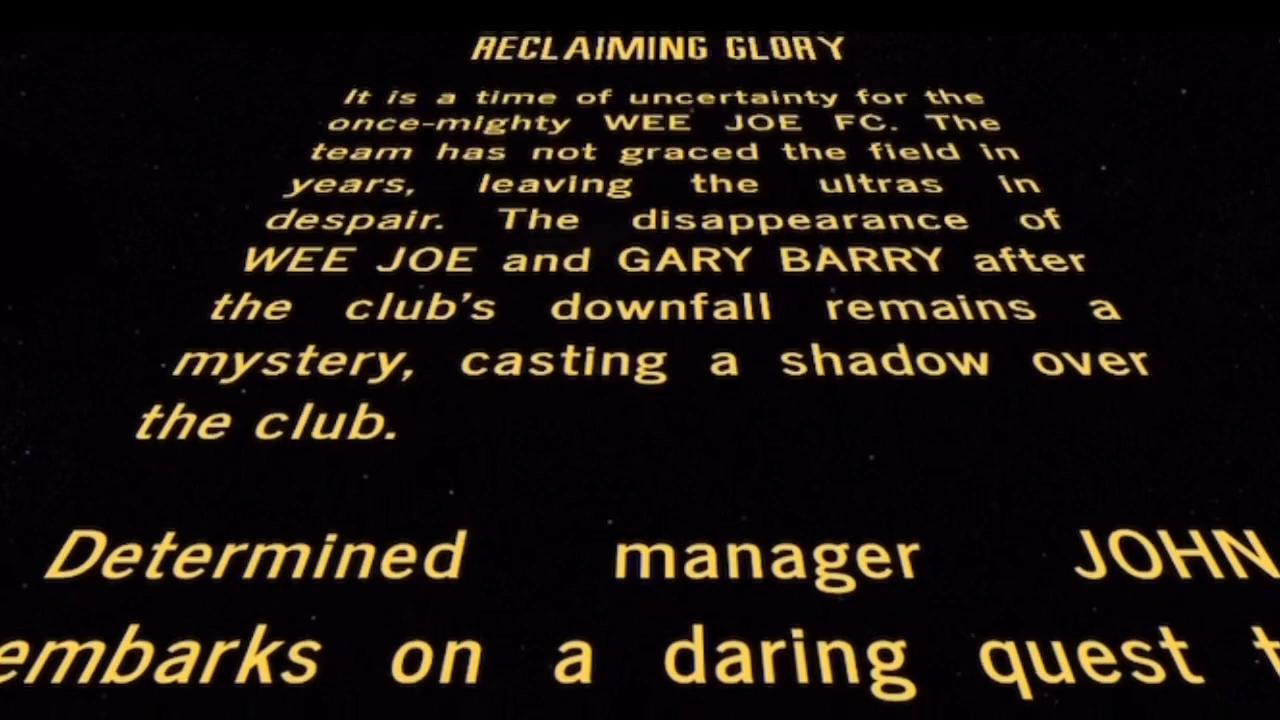 RECLAIMING GLORY
It is a time of uncertainty for the
once-mighty WEE JOE FC. The
team has not graced the field in
years, leaving the ultras in
despair. The disappearance of
WEE JOE and GARY BARRY after
the club's downfall remains a
mystery, casting a shadow over
the club.
Determined manager JOHN
embarks on a daring quest